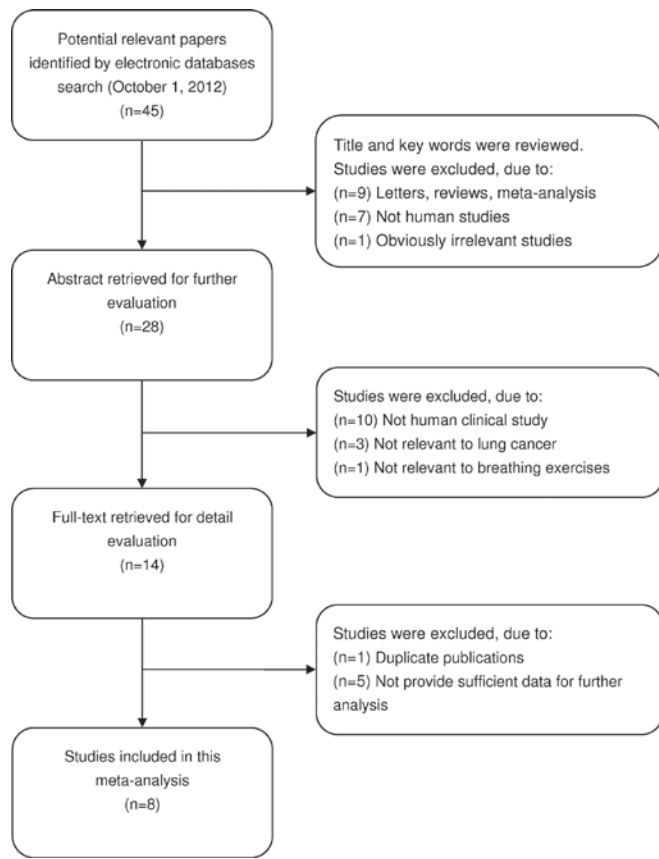 Potential relevant papers
identified by electronic databases
search (October 1, 2012)
(n=45)
Title and key words were reviewed.
Studies were excluded, due to:
(n=9) Letters, reviews, meta-analysis
(n=7) Not human studies
(n=1) Obviously irrelevant studies
Abstract retrieved for further
evaluation
(n=28)
Studies were excluded, due to:
(n=10) Not human clinical study
(n=3) Not relevant to lung cancer
(n=1) Not relevant to breathing exercises
Full-text retrieved for detail
evaluation
(n=14)
Studies were excluded, due to:
(n=1) Duplicate publications
(n=5) Not provide sufficient data for further
analysis
Studies included in this
meta-analysis
(n=8)